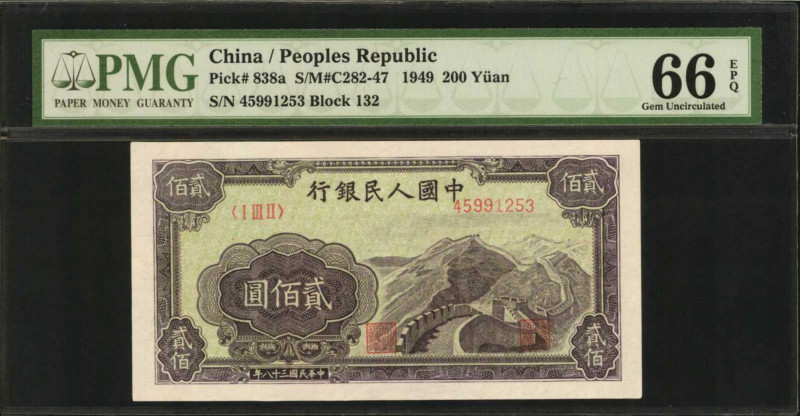 PMG
PAPER MONEY GUARANTY
China / Peoples Republic
Pick# 838a S/M#C282-47 1949 200 Yüan
S/N 45991253 Block 132
66 EPQ
Gem Uncirculated
行銀民人國中
〈I III II〉
45991253
佰貳
佰貳
圓佰貳
貳佰
貳佰
年八十三國民華中